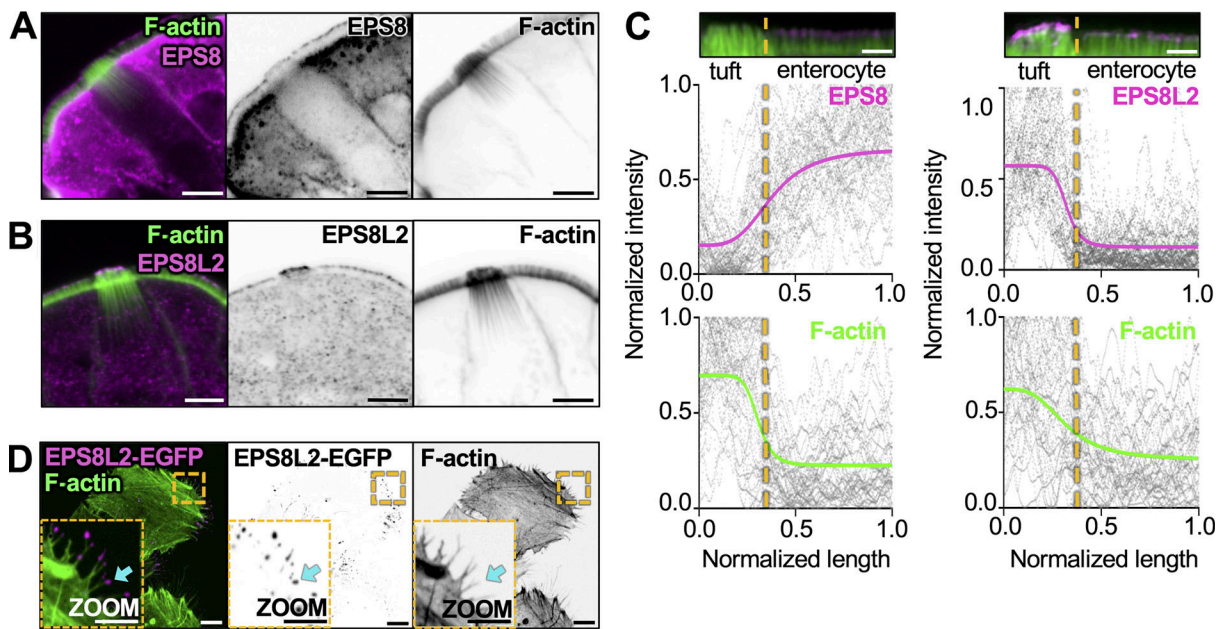 A
F-actin
EPS8
EPS8
F-actin
B
F-actin
EPS8L2
EPS8L2
F-actin
D
EPS8L2-EGFP
F-actin
ZOOM
EPS8L2-EGFP
ZOOM
F-actin
ZOOM
C
tuft
enterocyte
EPS8
Normalized intensity
1.0
0.5
0.0
0.0
0.5
1.0
F-actin
1.0
0.5
0.0
0.0
0.5
1.0
Normalized length
tuft
enterocyte
EPS8L2
Normalized intensity
1.0
0.5
0.0
0.0
0.5
1.0
F-actin
1.0
0.5
0.0
0.0
0.5
1.0
Normalized length